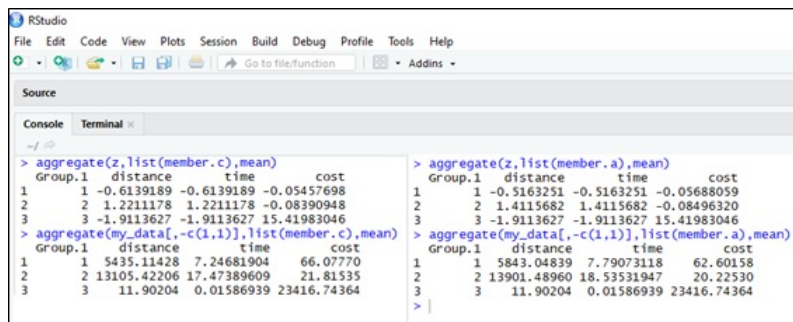 RStudio
File Edit Code View Plots Session Build Debug Profile Tools Help
Go to file/function Addins
Source
Console Terminal
~/
> aggregate(z,list(member.c),mean)
Group.1 distance time cost
1 1 -0.6139189 -0.6139189 -0.05457698
2 2 1.2211178 1.2211178 -0.08390948
3 3 -1.9113627 -1.9113627 15.41983046
> aggregate(my_data[,-c(1,1)],list(member.c),mean)
Group.1 distance time cost
1 1 5435.11428 7.24681904 66.07770
2 2 13105.42206 17.47389609 21.81535
3 3 11.90204 0.01586939 23416.74364
> aggregate(z,list(member.a),mean)
Group.1 distance time cost
1 1 -0.5163251 -0.5163251 -0.05688059
2 2 1.4115682 1.4115682 -0.08496320
3 3 -1.9113627 -1.9113627 15.41983046
> aggregate(my_data[,-c(1,1)],list(member.a),mean)
Group.1 distance time cost
1 1 5843.04839 7.79073118 62.60158
2 2 13901.48960 18.53531947 20.22530
3 3 11.90204 0.01586939 23416.74364
>